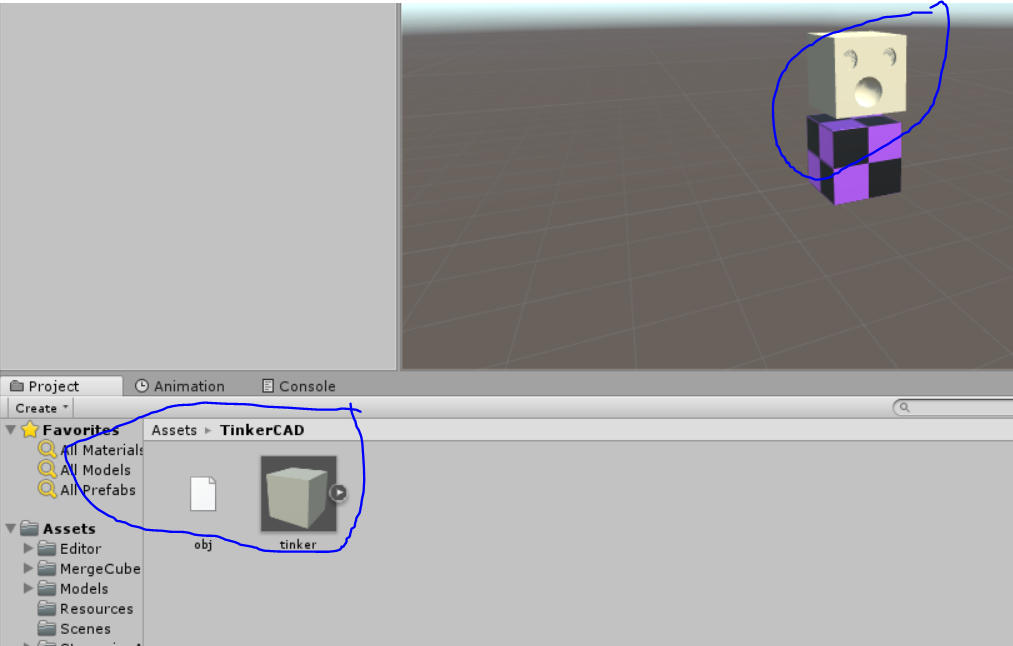 Project
Animation
Console
Create
Favorites
Assets TinkerCAD
All Materials
All Models
All Prefabs
obj
tinker
Assets
Editor
MergeCube
Models
Resources
Scenes